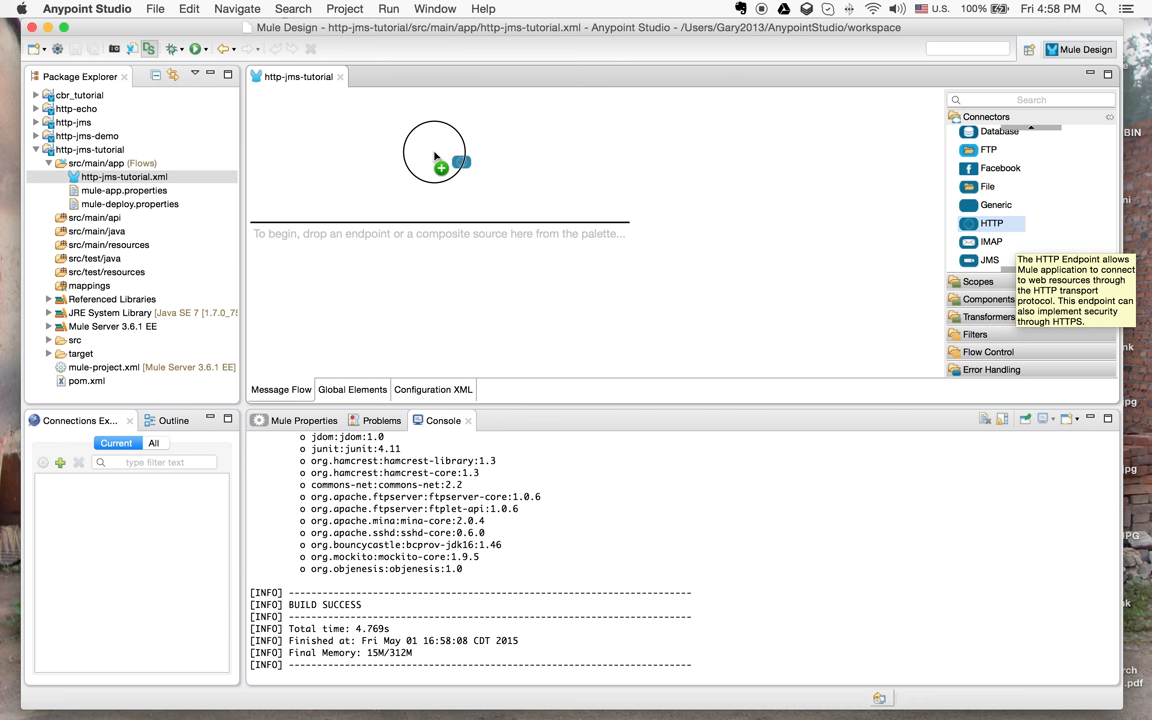 Anypoint Studio File Edit Navigate Search Project Run Window Help U.S. 100% Fri 4:58 PM
Mule Design - http-jms-tutorial/src/main/app/http-jms-tutorial.xml - Anypoint Studio - /Users/Gary2013/AnypointStudio/workspace
Mule Design
Package Explorer
cbr_tutorial
http-echo
http-jms
http-jms-demo
http-jms-tutorial
src/main/app (Flows)
http-jms-tutorial.xml
mule-app.properties
mule-deploy.properties
src/main/api
src/main/java
src/main/resources
src/test/java
src/test/resources
mappings
Referenced Libraries
JRE System Library [Java SE 7 [1.7.0_75
Mule Server 3.6.1 EE
src
target
mule-project.xml [Mule Server 3.6.1 EE]
pom.xml
http-jms-tutorial
To begin, drop an endpoint or a composite source here from the palette...
Message Flow Global Elements Configuration XML
Search
Connectors
Database
FTP
Facebook
File
Generic
HTTP
IMAP
JMS
Scopes
Components
Transformers
Filters
Flow Control
Error Handling
The HTTP Endpoint allows
Mule application to connect
to web resources through
the HTTP transport
protocol. This endpoint can
also implement security
through HTTPS.
Connections Ex... Outline
Current All
type filter text
Mule Properties Problems Console
o jdom:jdom:1.0
o junit:junit:4.11
o org.hamcrest:hamcrest-library:1.3
o org.hamcrest:hamcrest-core:1.3
o commons-net:commons-net:2.2
o org.apache.ftpserver:ftpserver-core:1.0.6
o org.apache.ftpserver:ftplet-api:1.0.6
o org.apache.mina:mina-core:2.0.4
o org.apache.sshd:sshd-core:0.6.0
o org.bouncycastle:bcprov-jdk16:1.46
o org.mockito:mockito-core:1.9.5
o org.objenesis:objenesis:1.0
[INFO] ------------------------------------------------------------------------
[INFO] BUILD SUCCESS
[INFO] ------------------------------------------------------------------------
[INFO] Total time: 4.769s
[INFO] Finished at: Fri May 01 16:58:08 CDT 2015
[INFO] Final Memory: 15M/312M
[INFO] ------------------------------------------------------------------------
BIN
JPG
.pdf